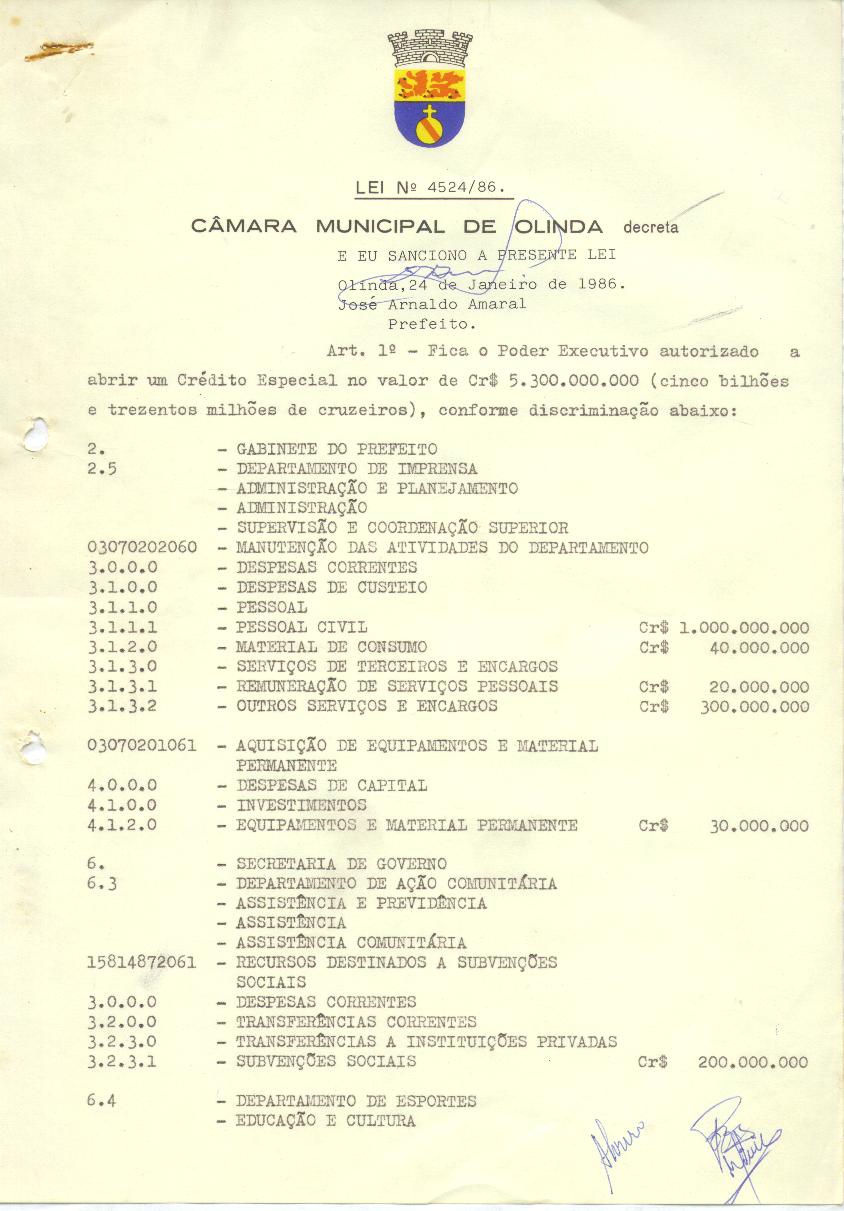 LEI Nº 4524/86.
CÂMARA MUNICIPAL DE OLINDA decreta
E EU SANCIONO A PRESENTE LEI
Olinda,24 de Janeiro de 1986.
José Arnaldo Amaral
Prefeito.
Art. 1º - Fica o Poder Executivo autorizado a
abrir um Crédito Especial no valor de Cr$ 5.300.000.000 (cinco bilhões
e trezentos milhões de cruzeiros), conforme discriminação abaixo:
2. - GABINETE DO PREFEITO
2.5 - DEPARTAMENTO DE IMPRENSA
- ADMINISTRAÇÃO E PLANEJAMENTO
- ADMINISTRAÇÃO
- SUPERVISÃO E COORDENAÇÃO SUPERIOR
03070202060 - MANUTENÇÃO DAS ATIVIDADES DO DEPARTAMENTO
3.0.0.0 - DESPESAS CORRENTES
3.1.0.0 - DESPESAS DE CUSTEIO
3.1.1.0 - PESSOAL
3.1.1.1 - PESSOAL CIVIL Cr$ 1.000.000.000
3.1.2.0 - MATERIAL DE CONSUMO Cr$ 40.000.000
3.1.3.0 - SERVIÇOS DE TERCEIROS E ENCARGOS
3.1.3.1 - REMUNERAÇÃO DE SERVIÇOS PESSOAIS Cr$ 20.000.000
3.1.3.2 - OUTROS SERVIÇOS E ENCARGOS Cr$ 300.000.000
03070201061 - AQUISIÇÃO DE EQUIPAMENTOS E MATERIAL
PERMANENTE
4.0.0.0 - DESPESAS DE CAPITAL
4.1.0.0 - INVESTIMENTOS
4.1.2.0 - EQUIPAMENTOS E MATERIAL PERMANENTE Cr$ 30.000.000
6. - SECRETARIA DE GOVERNO
6.3 - DEPARTAMENTO DE AÇÃO COMUNITÁRIA
- ASSISTÊNCIA E PREVIDÊNCIA
- ASSISTÊNCIA
- ASSISTÊNCIA COMUNITÁRIA
15814872061 - RECURSOS DESTINADOS A SUBVENÇÕES
SOCIAIS
3.0.0.0 - DESPESAS CORRENTES
3.2.0.0 - TRANSFERÊNCIAS CORRENTES
3.2.3.0 - TRANSFERÊNCIAS A INSTITUIÇÕES PRIVADAS
3.2.3.1 - SUBVENÇÕES SOCIAIS Cr$ 200.000.000
6.4 - DEPARTAMENTO DE ESPORTES
- EDUCAÇÃO E CULTURA